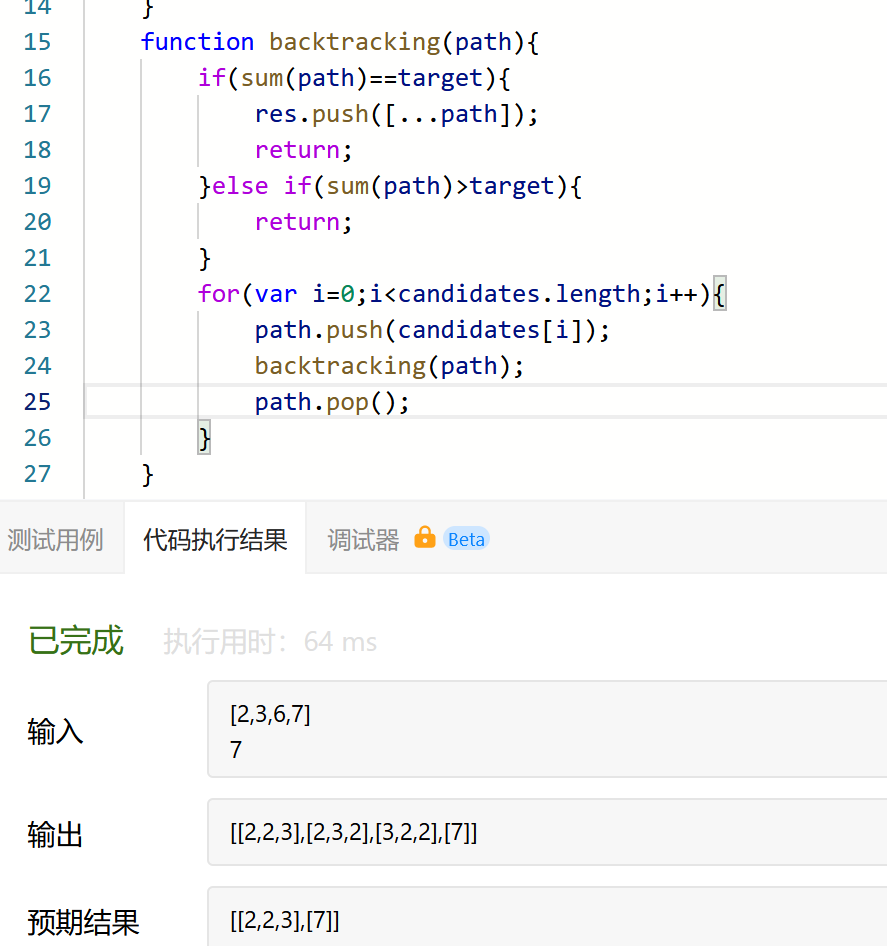 14 }
15 function backtracking(path){
16 if(sum(path)==target){
17 res.push([...path]);
18 return;
19 }else if(sum(path)>target){
20 return;
21 }
22 for(var i=0;i<candidates.length;i++){
23 path.push(candidates[i]);
24 backtracking(path);
25 path.pop();
26 }
27 }
测试用例 代码执行结果 调试器 Beta
已完成 执行用时：64 ms
输入 [2,3,6,7]
7
输出 [[2,2,3],[2,3,2],[3,2,2],[7]]
预期结果 [[2,2,3],[7]]